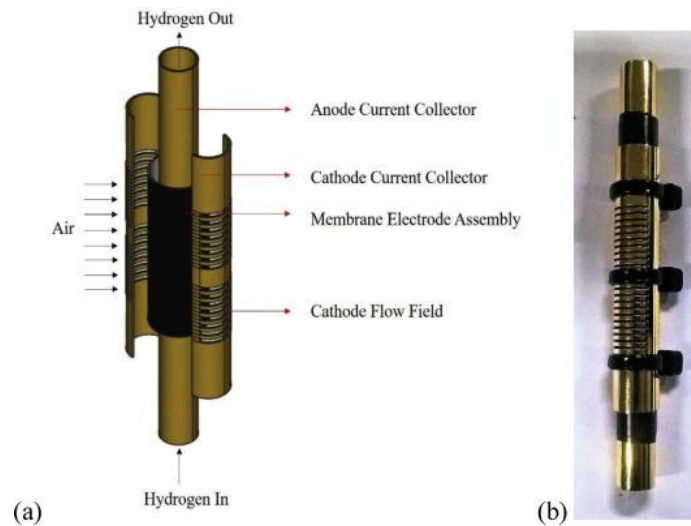 Hydrogen Out
Anode Current Collector
Cathode Current Collector
Membrane Electrode Assembly
Air
Cathode Flow Field
Hydrogen In
(a)
(b)